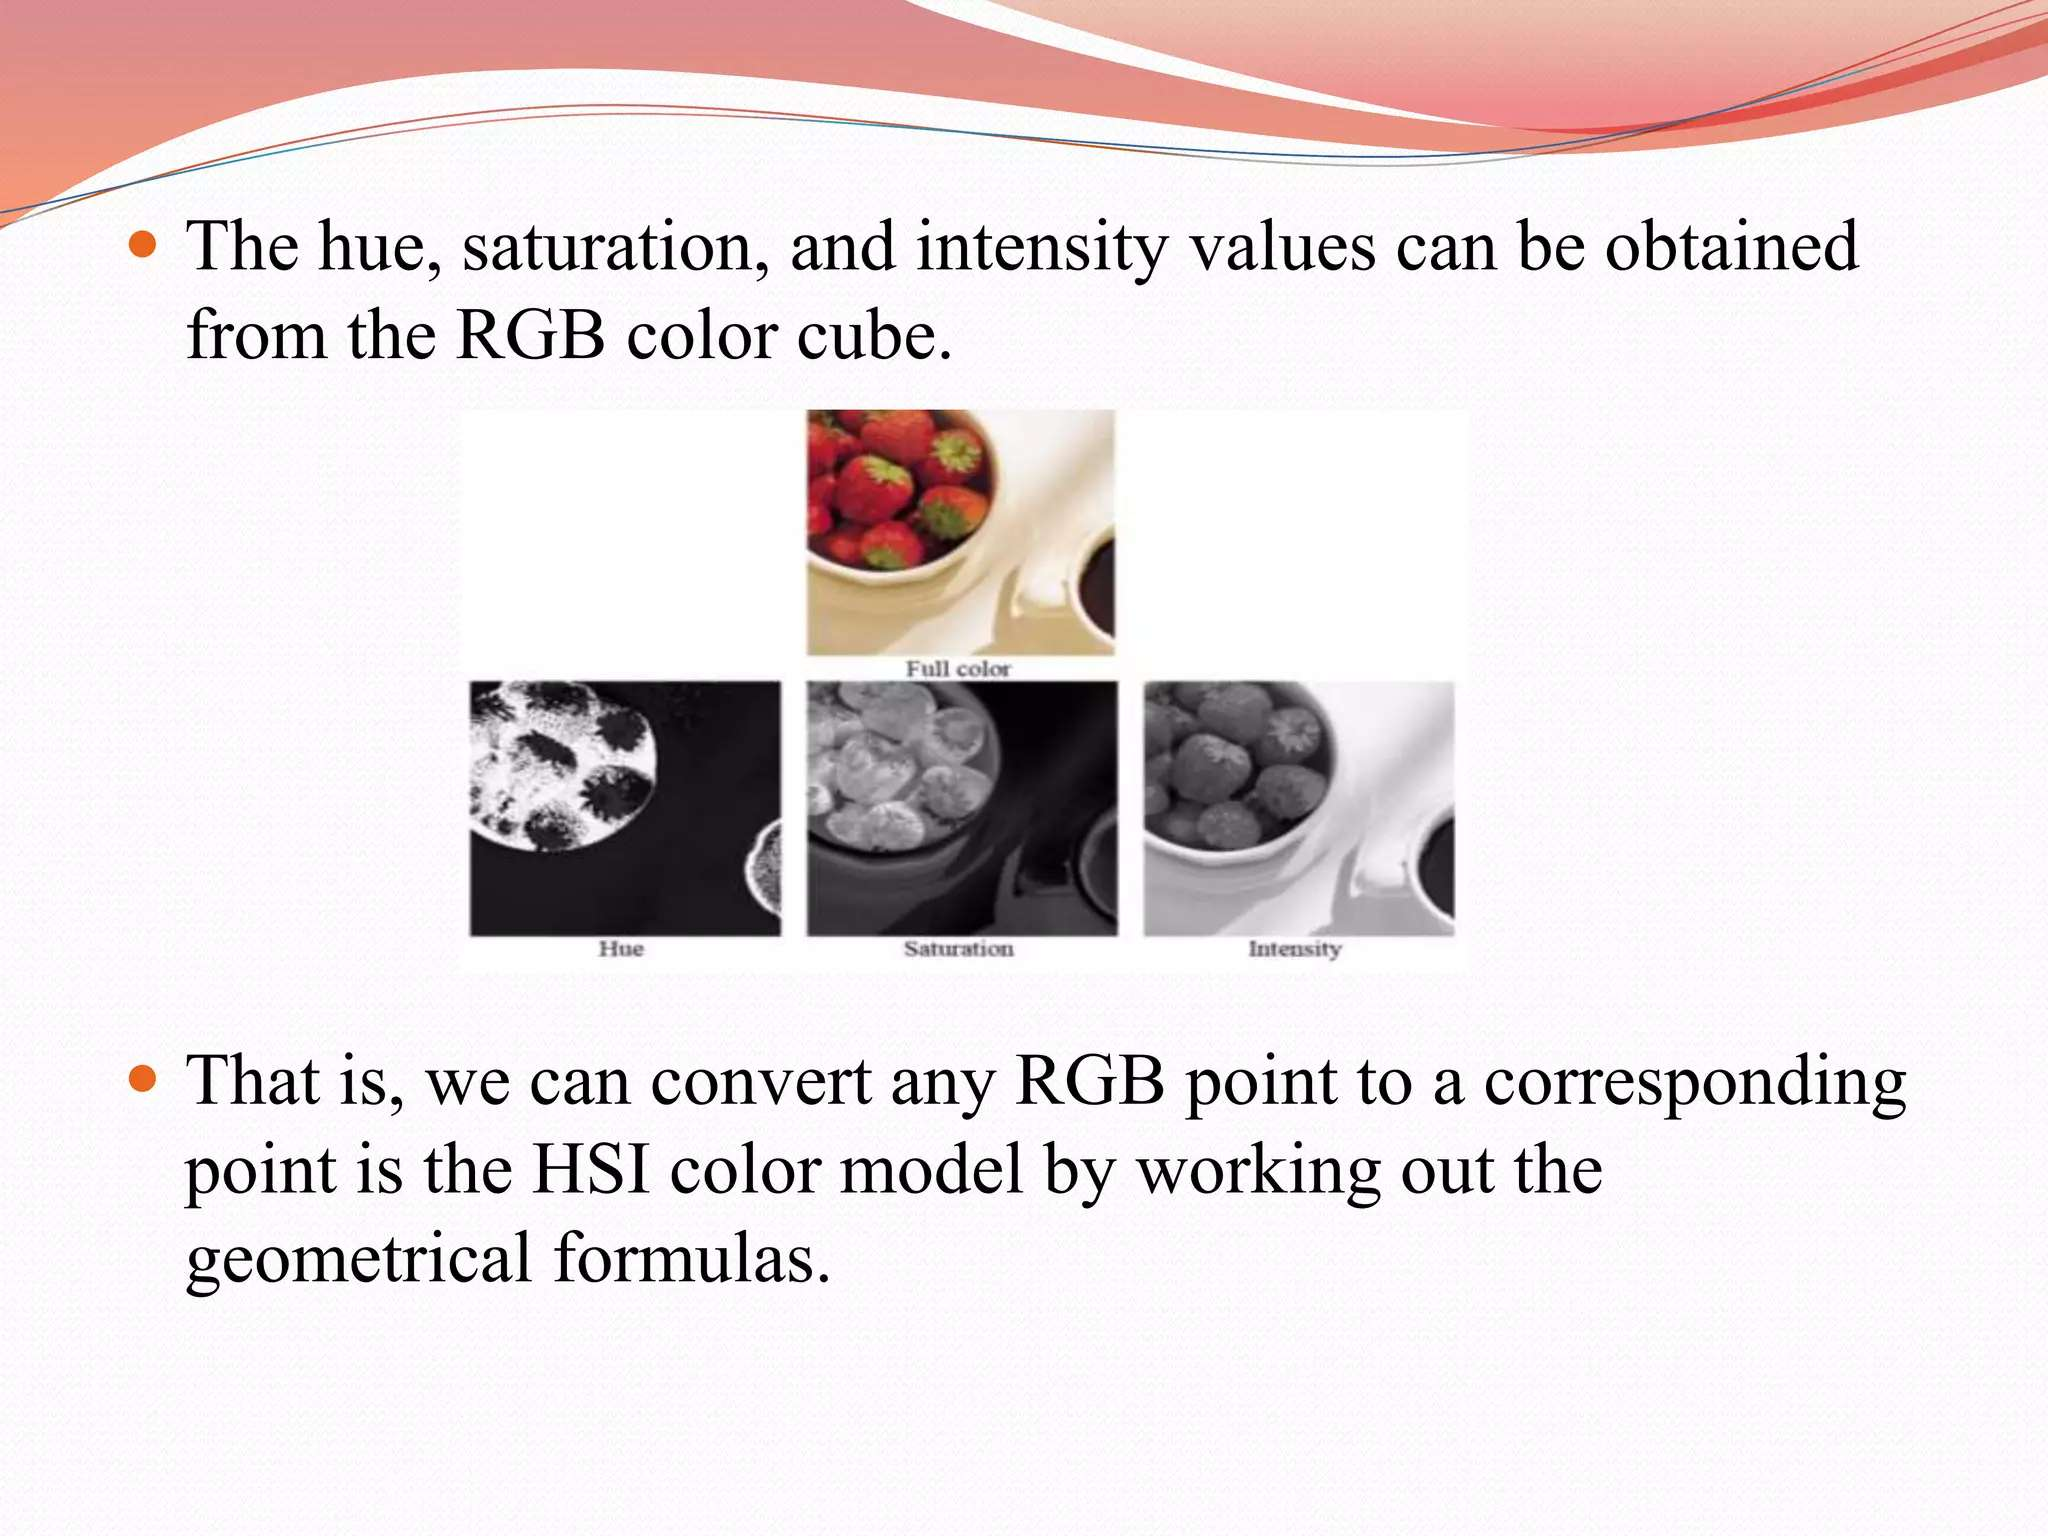 The hue, saturation, and intensity values can be obtained
from the RGB color cube.
Full color
Hue
Saturation
Intensity
That is, we can convert any RGB point to a corresponding
point is the HSI color model by working out the
geometrical formulas.